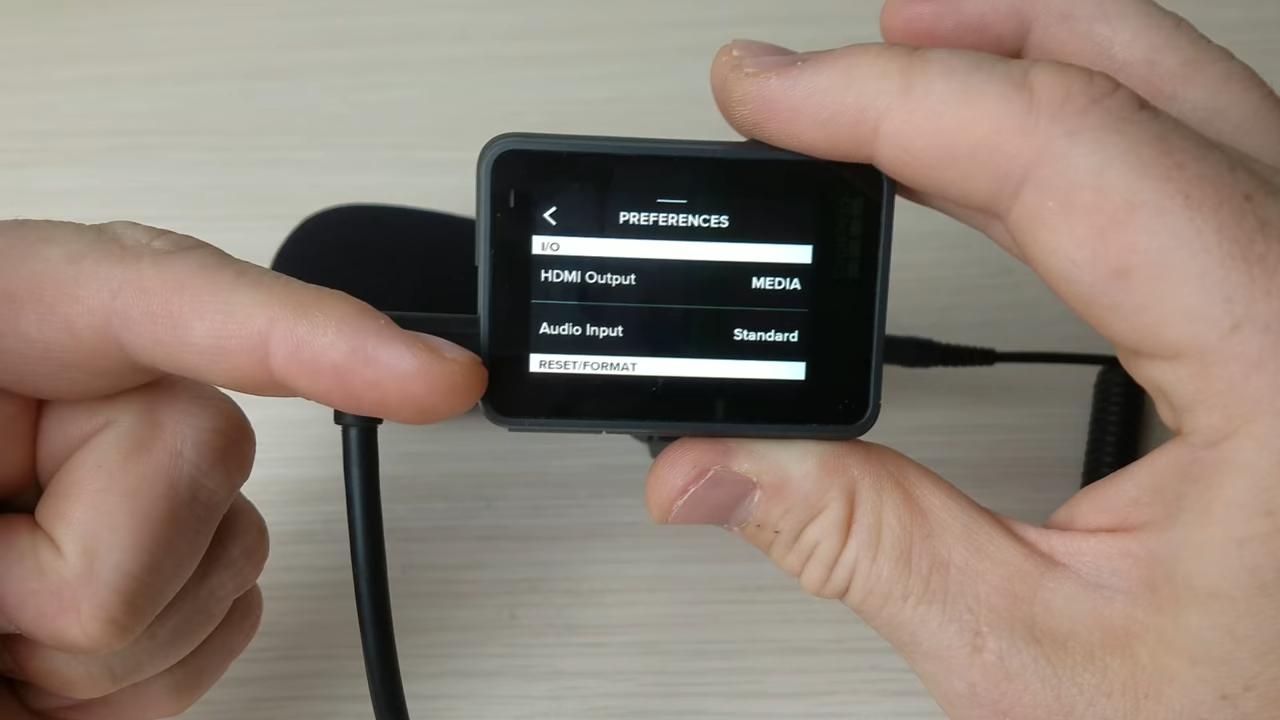 PREFERENCES
I/O
HDMI Output MEDIA
Audio Input Standard
RESET/FORMAT